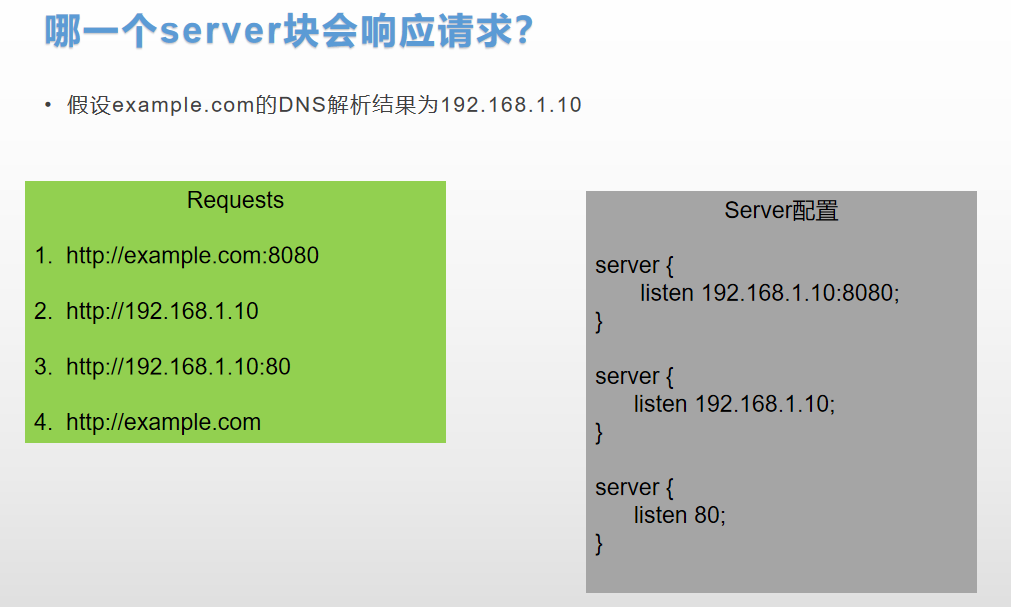 哪一个server块会响应请求?
• 假设example.com的DNS解析结果为192.168.1.10
Requests
1. http://example.com:8080
2. http://192.168.1.10
3. http://192.168.1.10:80
4. http://example.com
Server配置
server {
listen 192.168.1.10:8080;
}
server {
listen 192.168.1.10;
}
server {
listen 80;
}